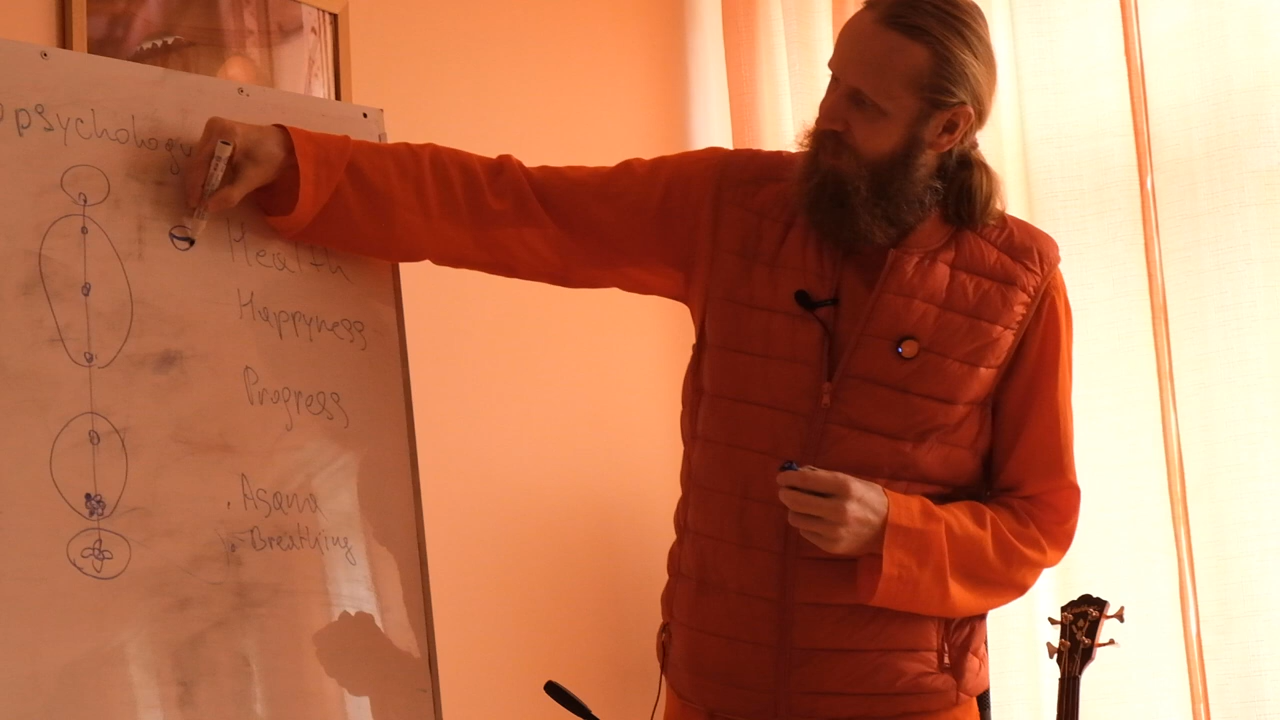 psychology
Health
Happyness
Progress
. Asana
Breathing